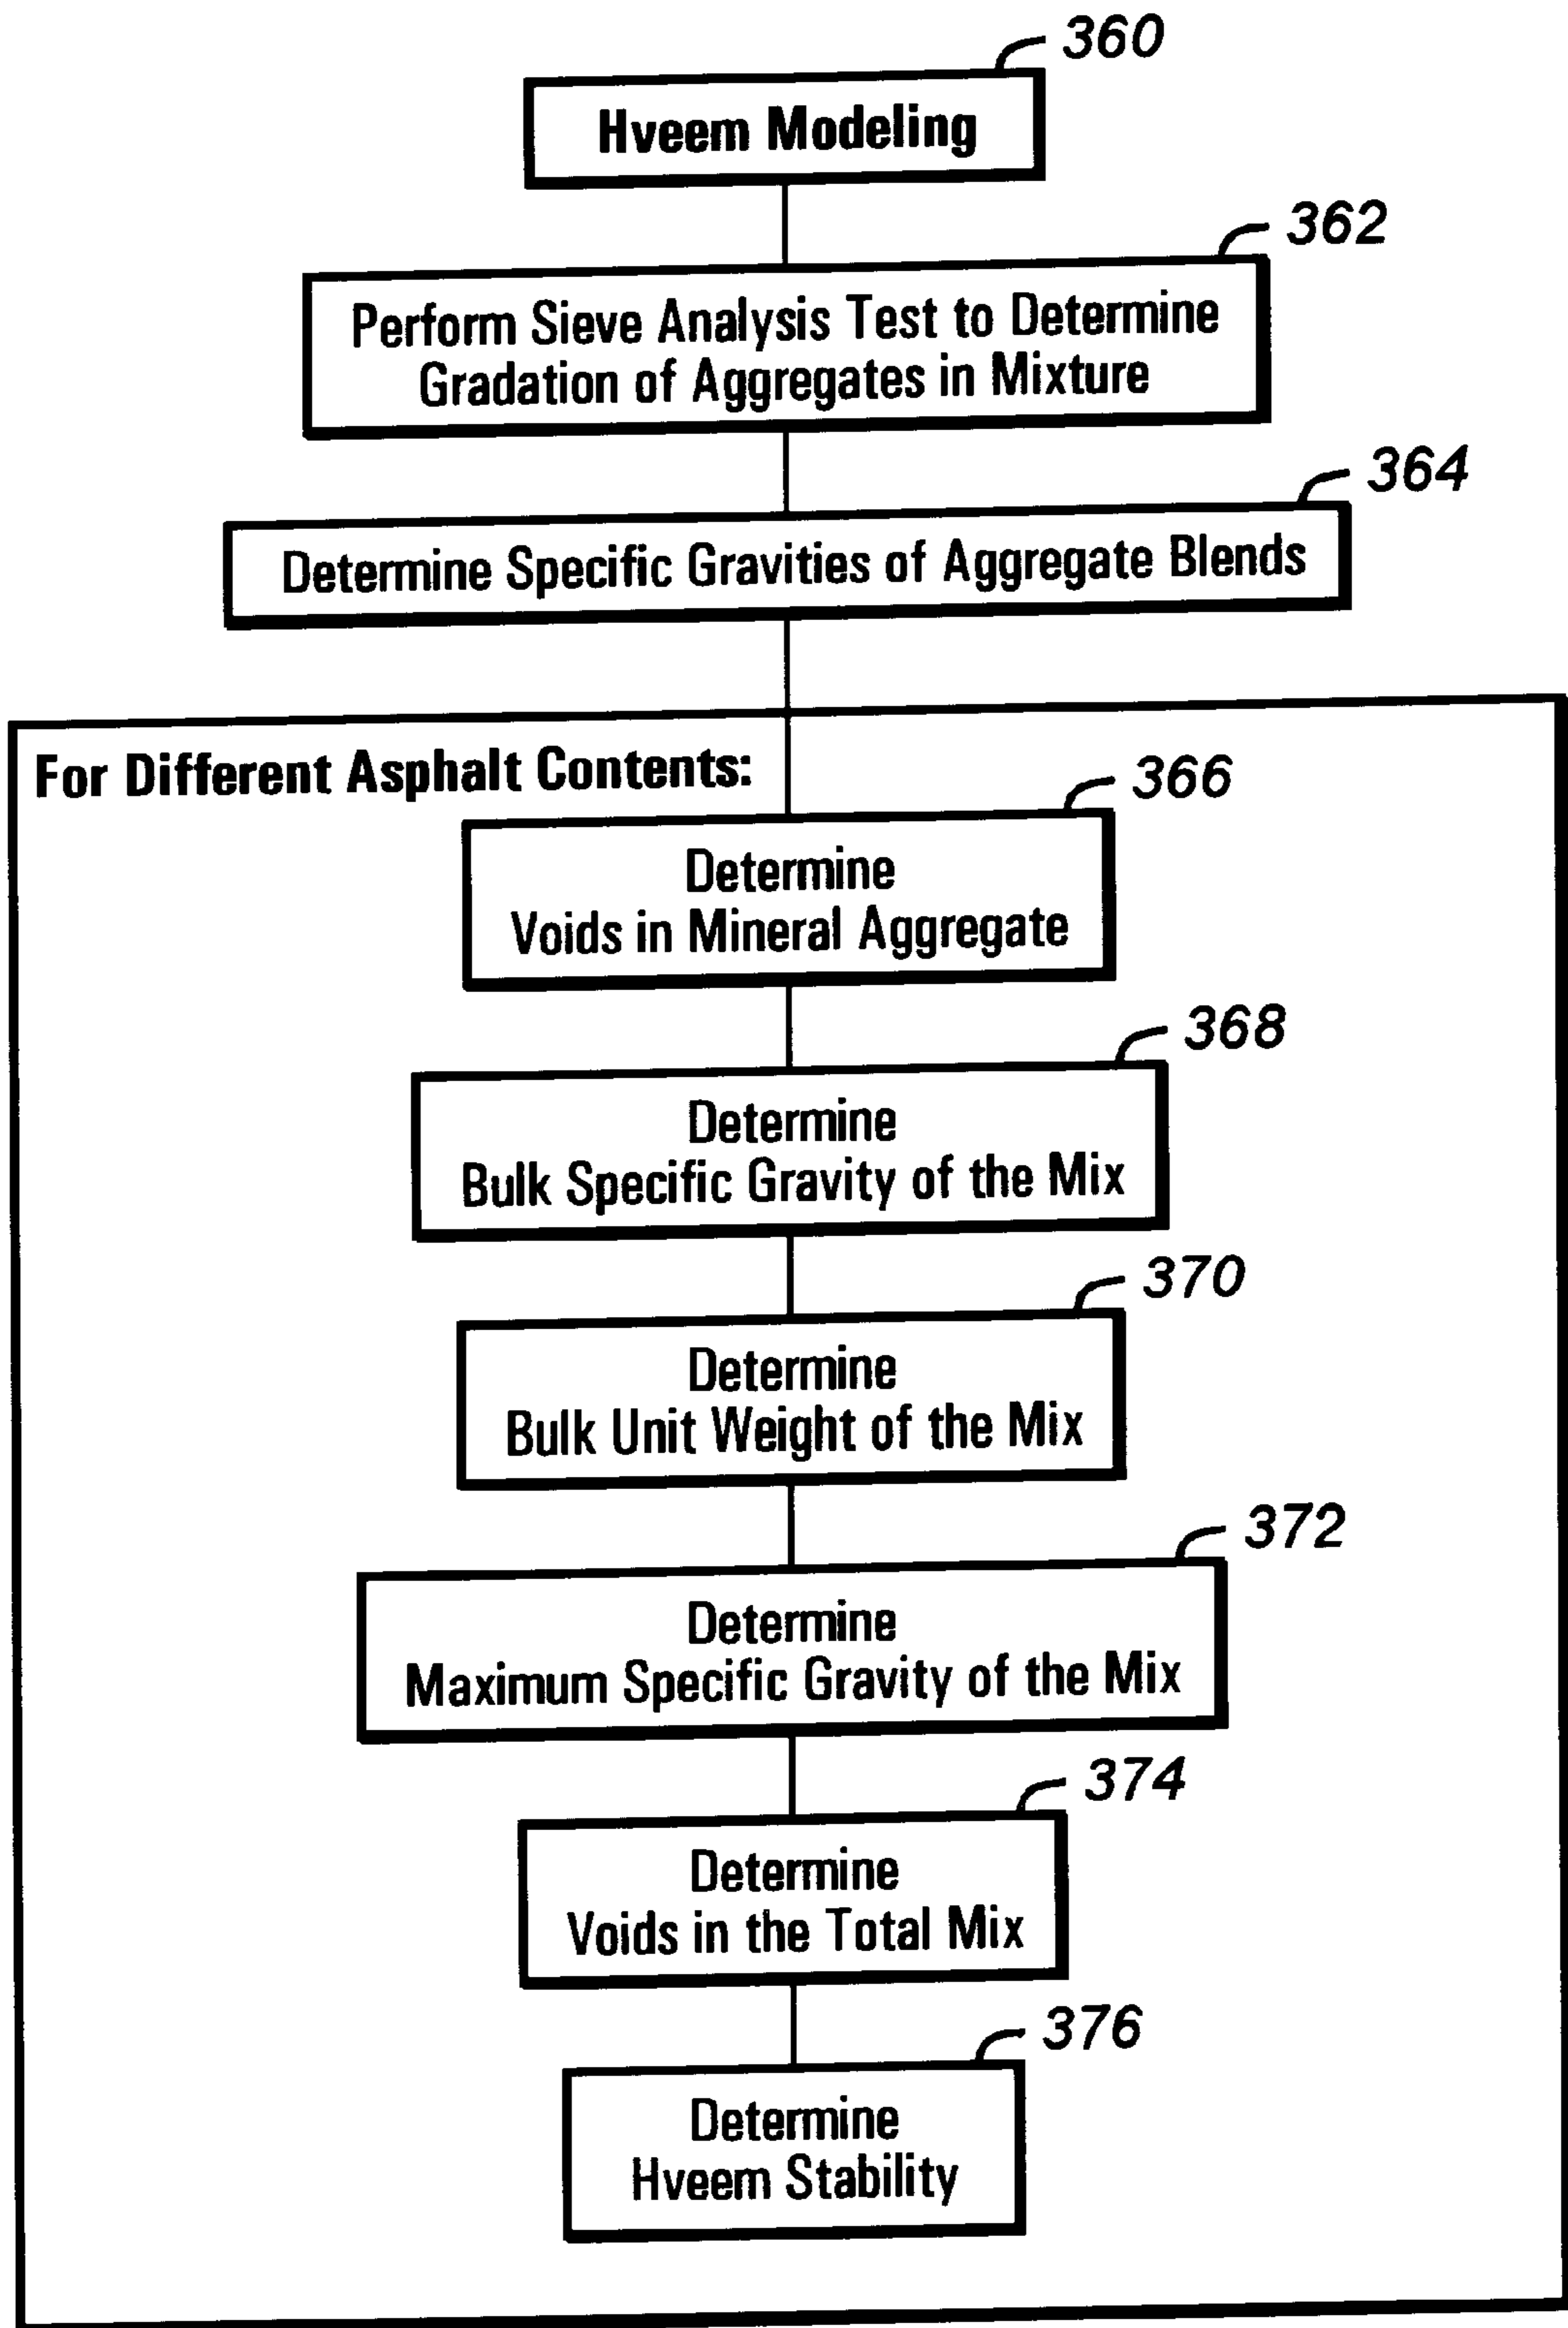 360
Hveem Modeling
362
Perform Sieve Analysis Test to Determine
Gradation of Aggregates in Mixture
364
Determine Specific Gravities of Aggregate Blends
For Different Asphalt Contents:
366
Determine
Voids in Mineral Aggregate
368
Determine
Bulk Specific Gravity of the Mix
370
Determine
Bulk Unit Weight of the Mix
372
Determine
Maximum Specific Gravity of the Mix
374
Determine
Voids in the Total Mix
376
Determine
Hveem Stability